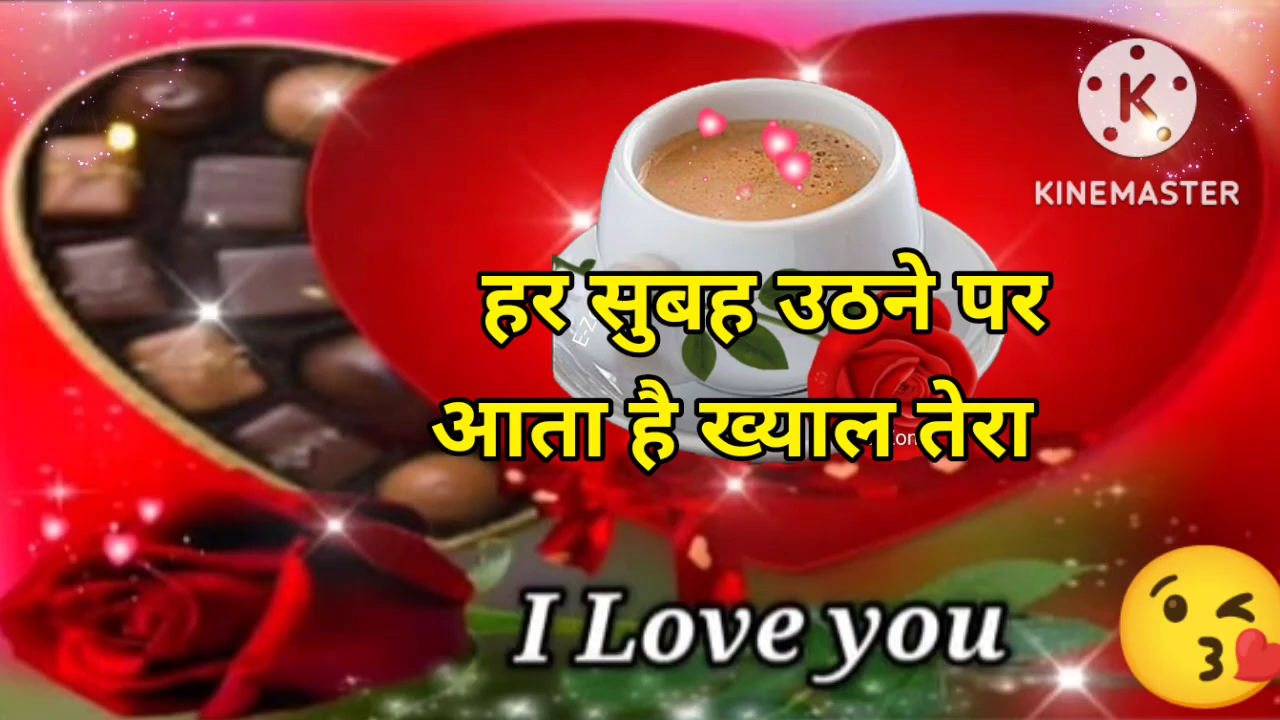 K
KINEMASTER
हर सुबह उठने पर
आता है ख्याल तेरा
I Love you